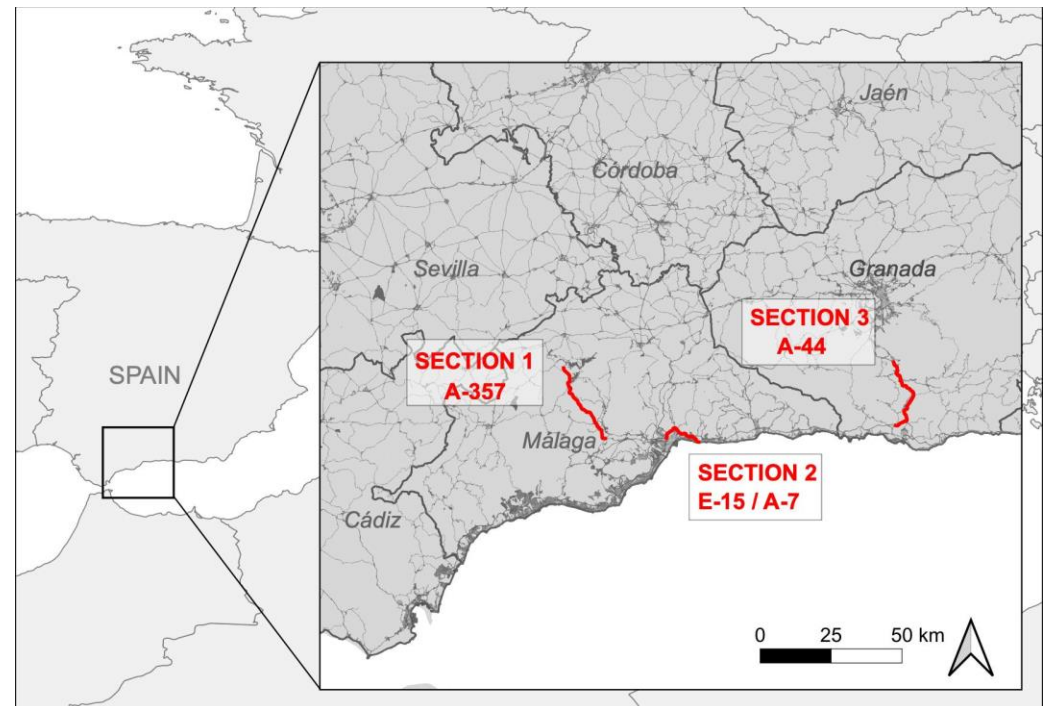 Jaén
Córdoba
Sevilla
Granada
SECTION 3
A-44
SECTION 1
A-357
SPAIN
Málaga
SECTION 2
E-15 / A-7
Cádiz
0 25 50 km